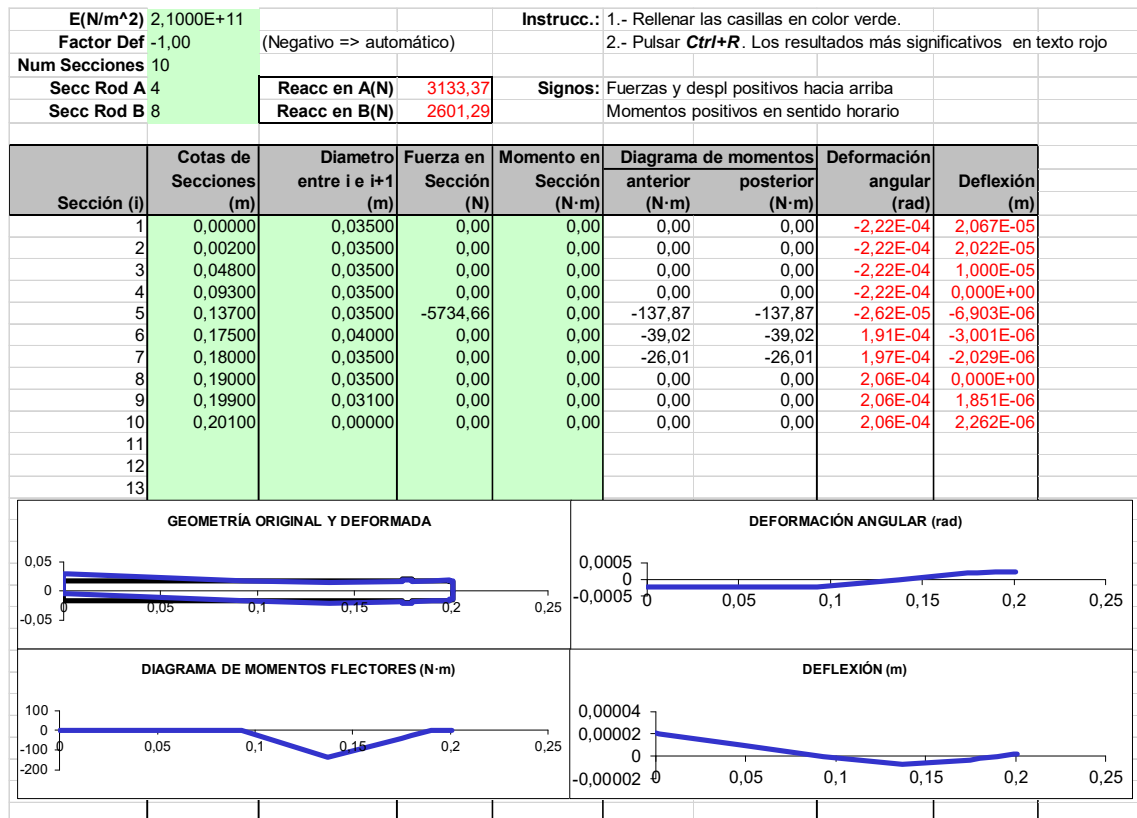 E(N/m^2) 2,1000E+11 Instrucc.: 1.- Rellenar las casillas en color verde.
Factor Def -1,00 (Negativo => automático) 2.- Pulsar Ctrl+R. Los resultados más significativos en texto rojo
Num Secciones 10
Secc Rod A 4 Reacc en A(N) 3133,37 Signos: Fuerzas y despl positivos hacia arriba
Secc Rod B 8 Reacc en B(N) 2601,29 Momentos positivos en sentido horario
Cotas de Diametro Fuerza en Momento en Diagrama de momentos Deformación
Secciones entre i e i+1 Sección Sección anterior posterior angular Deflexión
Sección (i) (m) (m) (N) (N·m) (N·m) (N·m) (rad) (m)
1 0,00000 0,03500 0,00 0,00 0,00 0,00 -2,22E-04 2,067E-05
2 0,00200 0,03500 0,00 0,00 0,00 0,00 -2,22E-04 2,022E-05
3 0,04800 0,03500 0,00 0,00 0,00 0,00 -2,22E-04 1,000E-05
4 0,09300 0,03500 0,00 0,00 0,00 0,00 -2,22E-04 0,000E+00
5 0,13700 0,03500 -5734,66 0,00 -137,87 -137,87 -2,62E-05 -6,903E-06
6 0,17500 0,04000 0,00 0,00 -39,02 -39,02 1,91E-04 -3,001E-06
7 0,18000 0,03500 0,00 0,00 -26,01 -26,01 1,97E-04 -2,029E-06
8 0,19000 0,03500 0,00 0,00 0,00 0,00 2,06E-04 0,000E+00
9 0,19900 0,03100 0,00 0,00 0,00 0,00 2,06E-04 1,851E-06
10 0,20100 0,00000 0,00 0,00 0,00 0,00 2,06E-04 2,262E-06
11
12
13
GEOMETRÍA ORIGINAL Y DEFORMADA
0,05
0
-0,05
0 0,05 0,1 0,15 0,2 0,25
DEFORMACIÓN ANGULAR (rad)
0,0005
0
-0,0005
0 0,05 0,1 0,15 0,2 0,25
DIAGRAMA DE MOMENTOS FLECTORES (N·m)
100
0
-100
-200
0 0,05 0,1 0,15 0,2 0,25
DEFLEXIÓN (m)
0,00004
0,00002
0
-0,00002
0 0,05 0,1 0,15 0,2 0,25